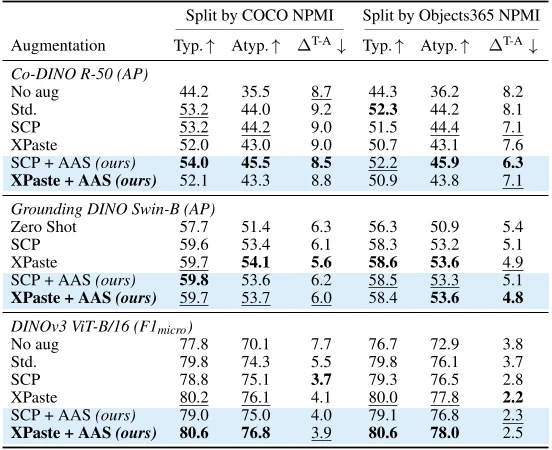 Split by COCO NPMI Split by Objects365 NPMI
Augmentation Typ. ↑ Atyp. ↑ Δ^T-A ↓ Typ. ↑ Atyp. ↑ Δ^T-A ↓
Co-DINO R-50 (AP)
No aug 44.2 35.5 8.7 44.3 36.2 8.2
Std. 53.2 44.0 9.2 52.3 44.2 8.1
SCP 53.2 44.2 9.0 51.5 44.4 7.1
XPaste 52.0 43.0 9.0 50.7 43.1 7.6
SCP + AAS (ours) 54.0 45.5 8.5 52.2 45.9 6.3
XPaste + AAS (ours) 52.1 43.3 8.8 50.9 43.8 7.1
Grounding DINO Swin-B (AP)
Zero Shot 57.7 51.4 6.3 56.3 50.9 5.4
SCP 59.6 53.4 6.1 58.3 53.2 5.1
XPaste 59.7 54.1 5.6 58.6 53.6 4.9
SCP + AAS (ours) 59.8 53.6 6.2 58.5 53.3 5.1
XPaste + AAS (ours) 59.7 53.7 6.0 58.4 53.6 4.8
DINOv3 ViT-B/16 (F1_micro)
No aug 77.8 70.1 7.7 76.7 72.9 3.8
Std. 79.8 74.3 5.5 79.8 76.1 3.7
SCP 78.8 75.1 3.7 79.3 76.5 2.8
XPaste 80.2 76.1 4.1 80.0 77.8 2.2
SCP + AAS (ours) 79.0 75.0 4.0 79.1 76.8 2.3
XPaste + AAS (ours) 80.6 76.8 3.9 80.6 78.0 2.5